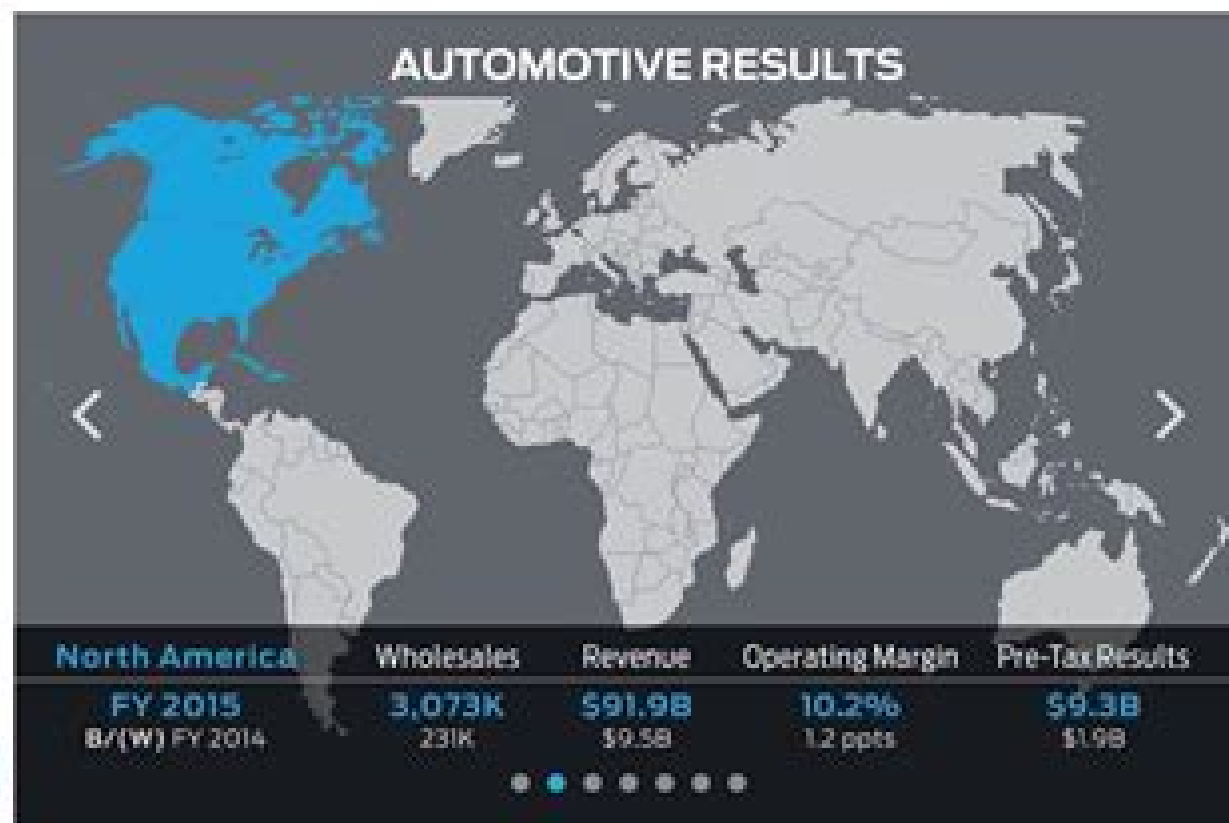 AUTOMOTIVE RESULTS
North America Wholesales Revenue Operating Margin Pre-Tax Results
FY 2015 3,073K $91.9B 10.2% $9.3B
B/(W) FY 2014 231K $9.5B 1.2 ppts $1.9B